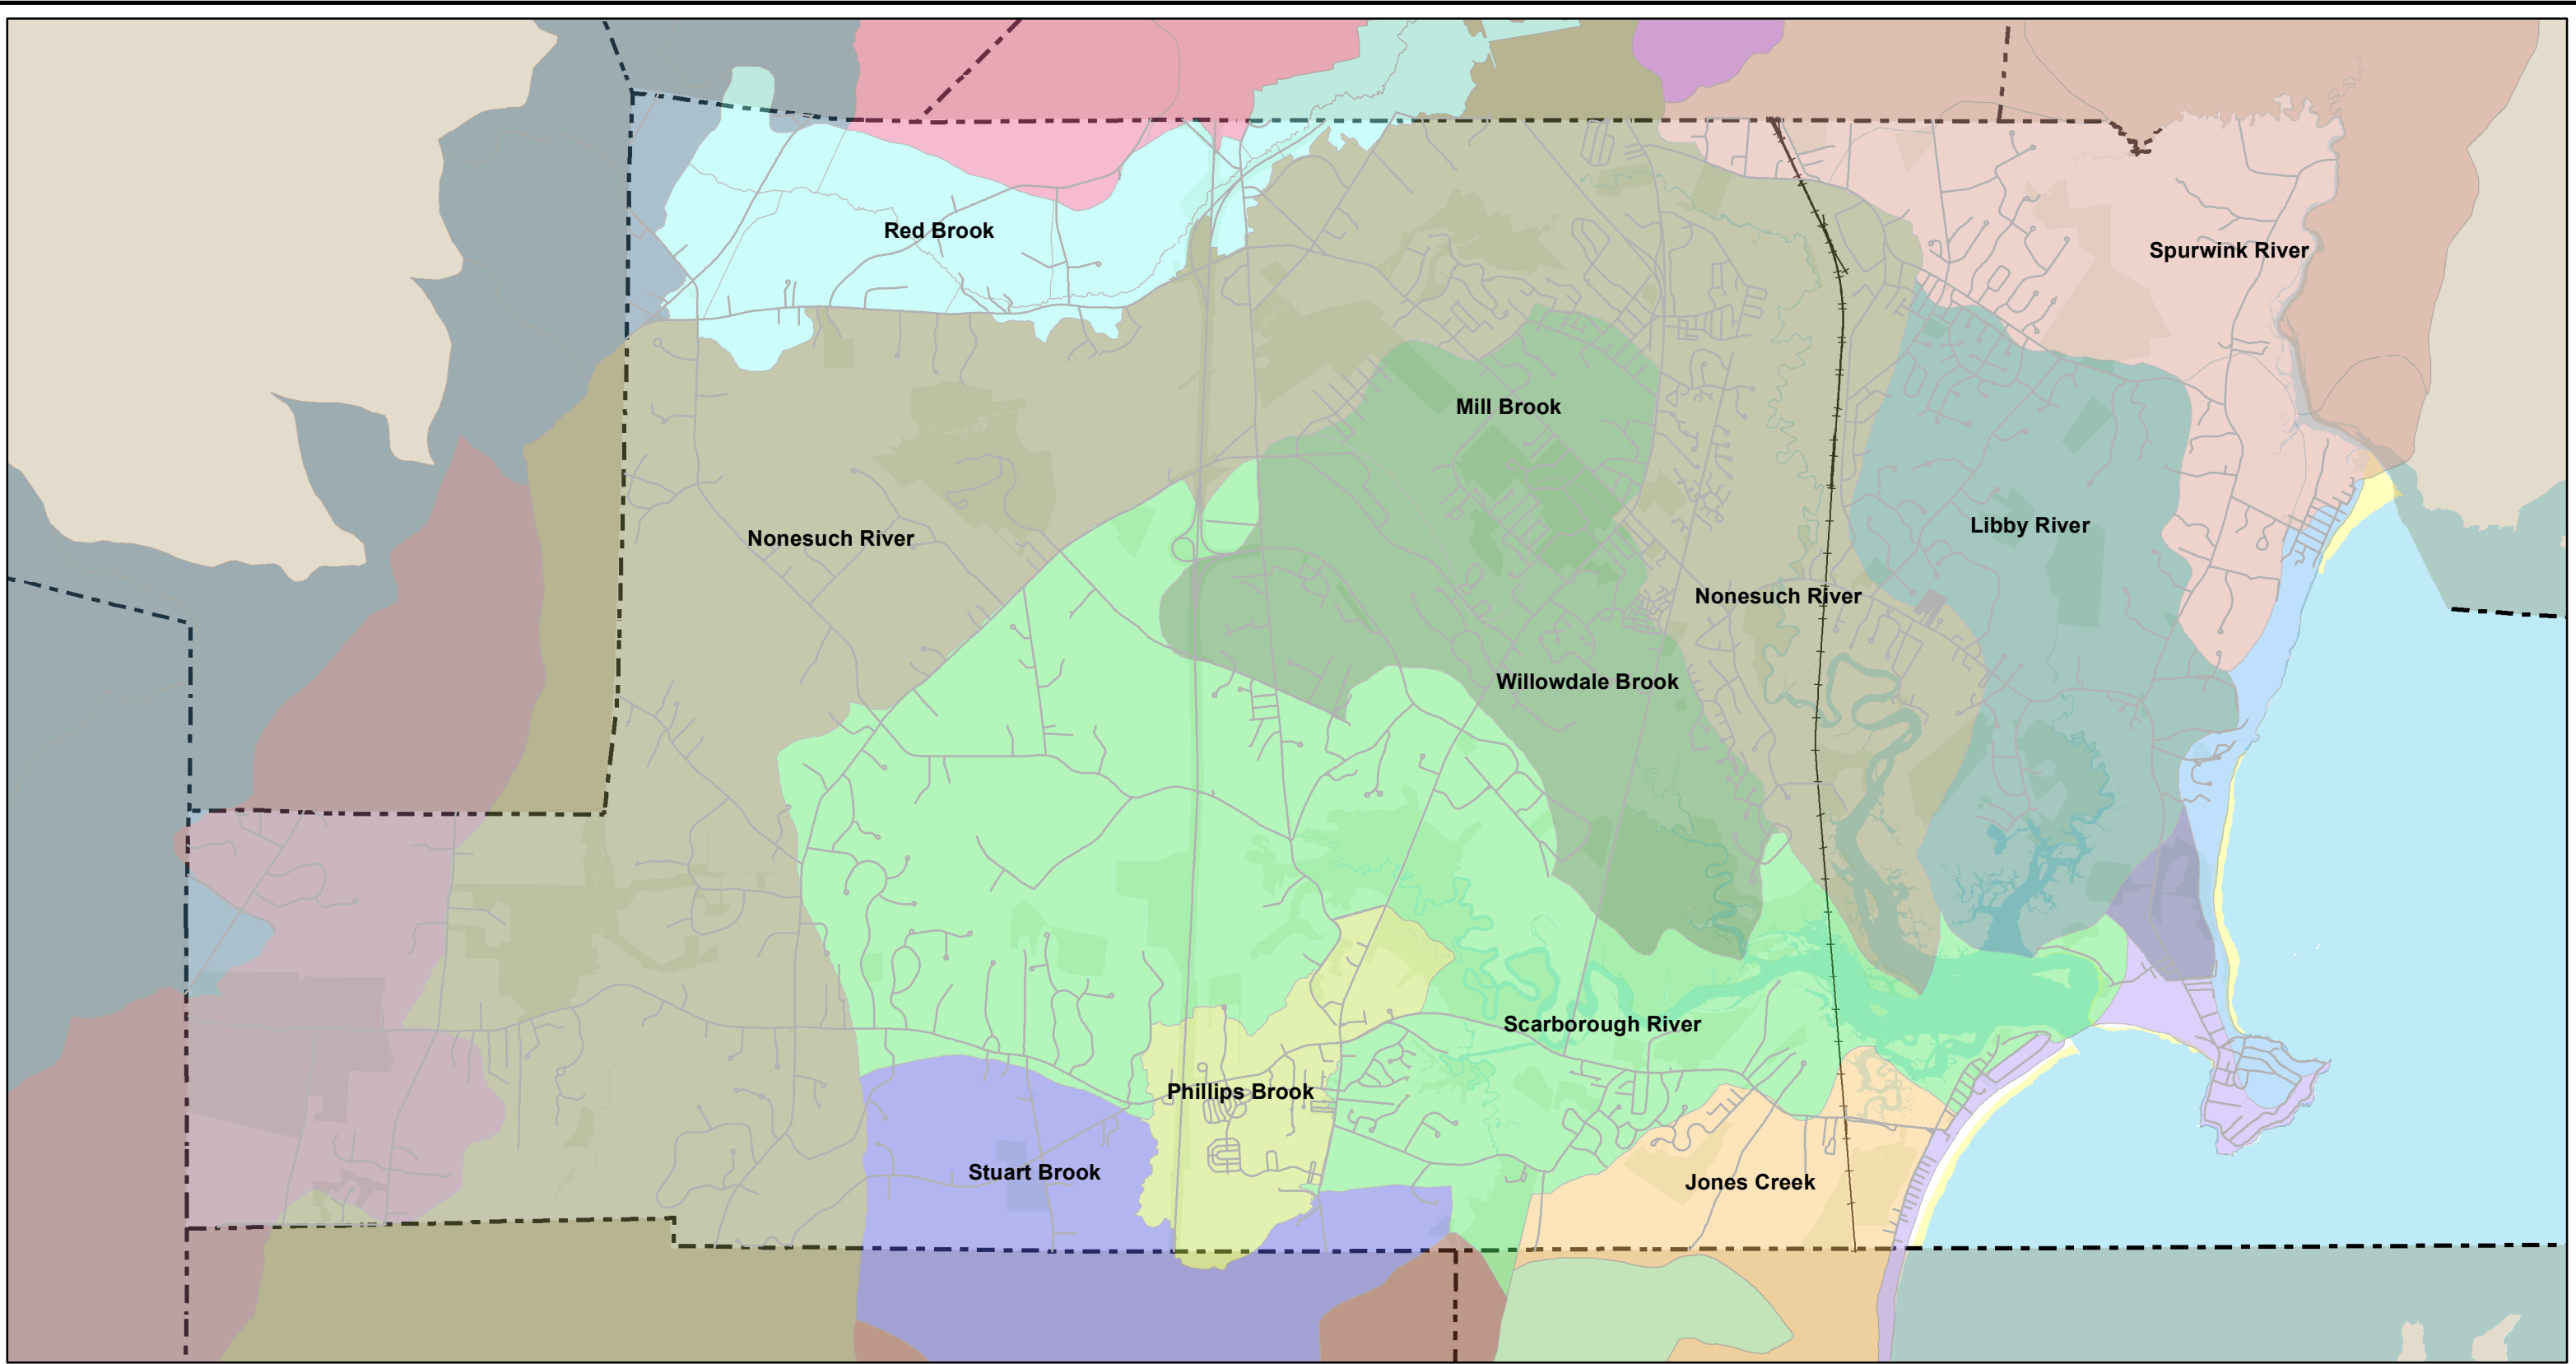 Red Brook
Spurwink River
Mill Brook
Libby River
Nonesuch River
Nonesuch River
Willowdale Brook
Scarborough River
Phillips Brook
Stuart Brook
Jones Creek